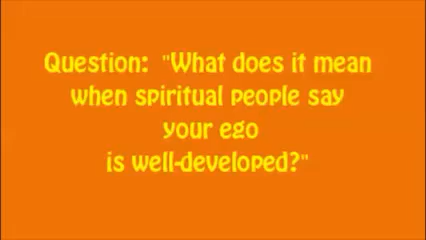 Question:  "What does it mean
when spiritual people say
your ego
is well-developed?"